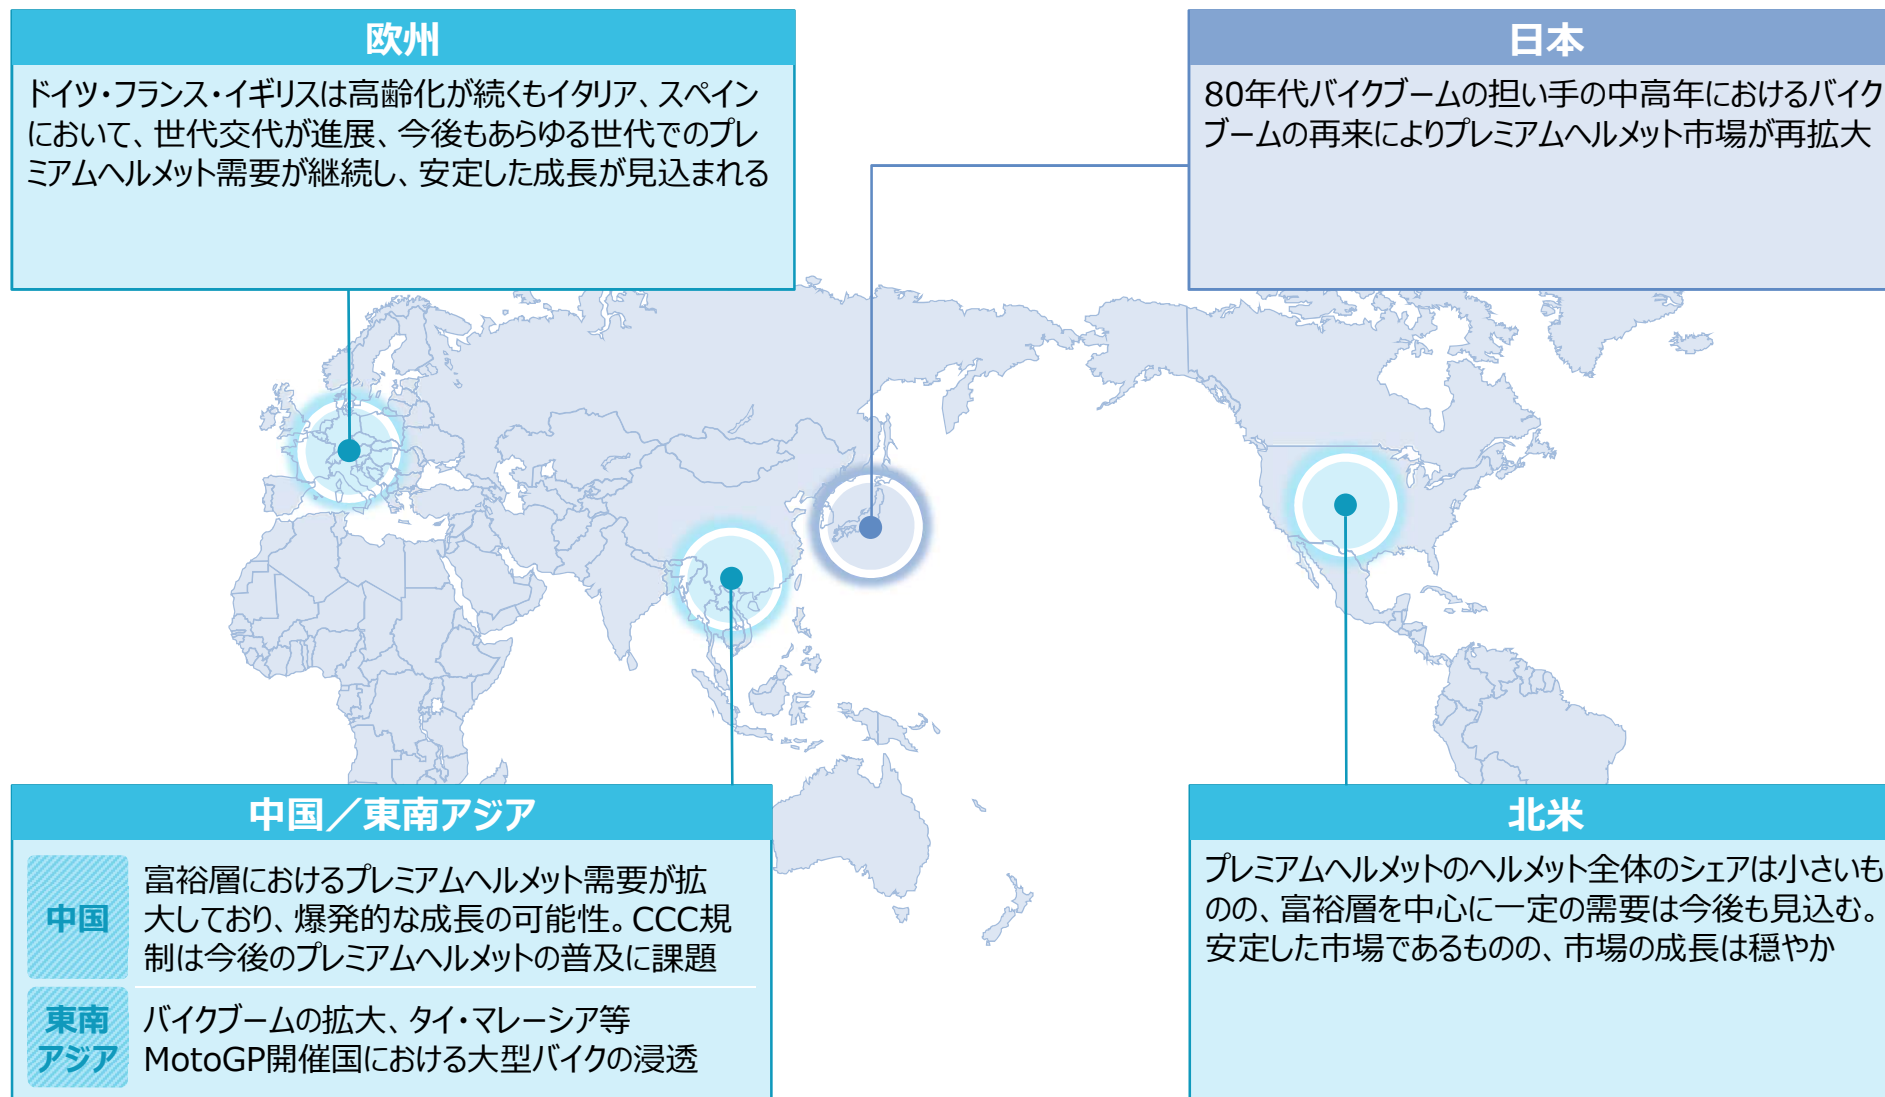 欧州
ドイツ・フランス・イギリスは高齢化が続くもイタリア、スペイン
において、世代交代が進展、今後もあらゆる世代でのプレ
ミアムヘルメット需要が継続し、安定した成長が見込まれる
日本
80年代バイクブームの担い手の中高年におけるバイク
ブームの再来によりプレミアムヘルメット市場が再拡大
中国／東南アジア
中国
富裕層におけるプレミアムヘルメット需要が拡
大しており、爆発的な成長の可能性。CCC規
制は今後のプレミアムヘルメットの普及に課題
東南
アジア
バイクブームの拡大、タイ・マレーシア等
MotoGP開催国における大型バイクの浸透
北米
プレミアムヘルメットのヘルメット全体のシェアは小さいも
のの、富裕層を中心に一定の需要は今後も見込む。
安定した市場であるものの、市場の成長は穏やか